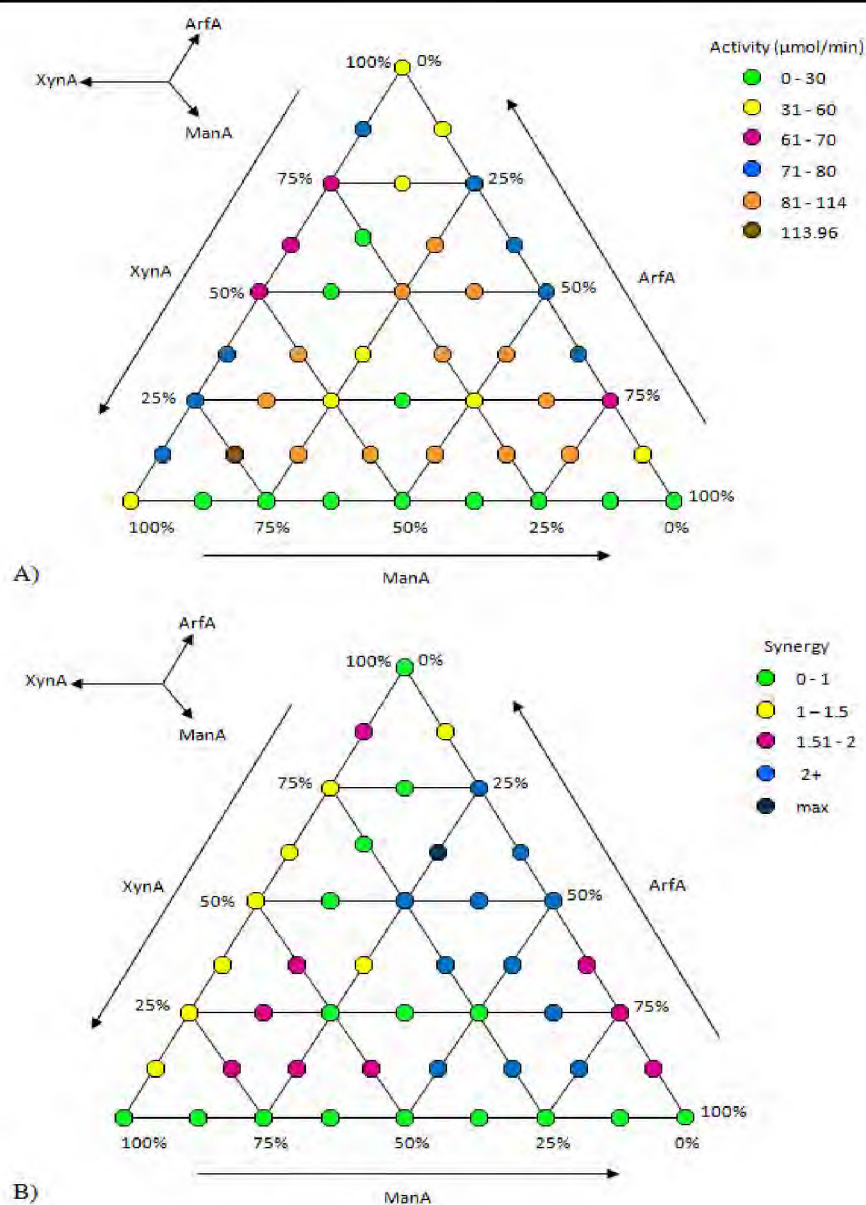 ArfA
XynA
ManA
100% 0%
75% 25%
50% 50%
25% 75%
100%
100% 75% 50% 25% 0%
XynA
ArfA
ManA
Activity (µmol/min)
0 - 30
31 - 60
61 - 70
71 - 80
81 - 114
113.96
A)
ArfA
XynA
ManA
100% 0%
75% 25%
50% 50%
25% 75%
100%
100% 75% 50% 25% 0%
XynA
ArfA
ManA
Synergy
0 - 1
1 – 1.5
1.51 - 2
2+
max
B)